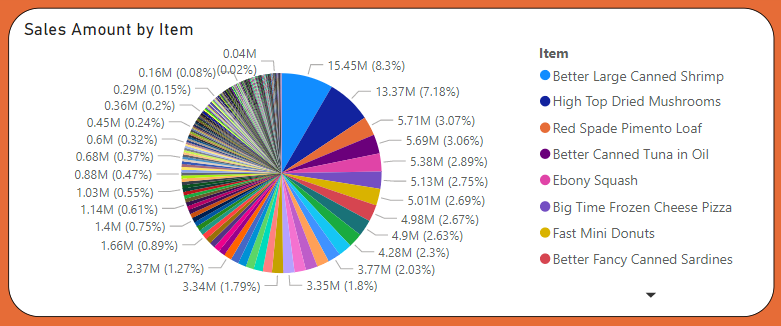 Sales Amount by Item
0.04M
(0.02%)
0.16M (0.08%)
0.29M (0.15%)
0.36M (0.2%)
0.45M (0.24%)
0.6M (0.32%)
0.68M (0.37%)
0.88M (0.47%)
1.03M (0.55%)
1.14M (0.61%)
1.4M (0.75%)
1.66M (0.89%)
2.37M (1.27%)
3.34M (1.79%)
15.45M (8.3%)
13.37M (7.18%)
5.71M (3.07%)
5.69M (3.06%)
5.38M (2.89%)
5.13M (2.75%)
5.01M (2.69%)
4.98M (2.67%)
4.9M (2.63%)
4.28M (2.3%)
3.77M (2.03%)
3.35M (1.8%)
Item
Better Large Canned Shrimp
High Top Dried Mushrooms
Red Spade Pimento Loaf
Better Canned Tuna in Oil
Ebony Squash
Big Time Frozen Cheese Pizza
Fast Mini Donuts
Better Fancy Canned Sardines